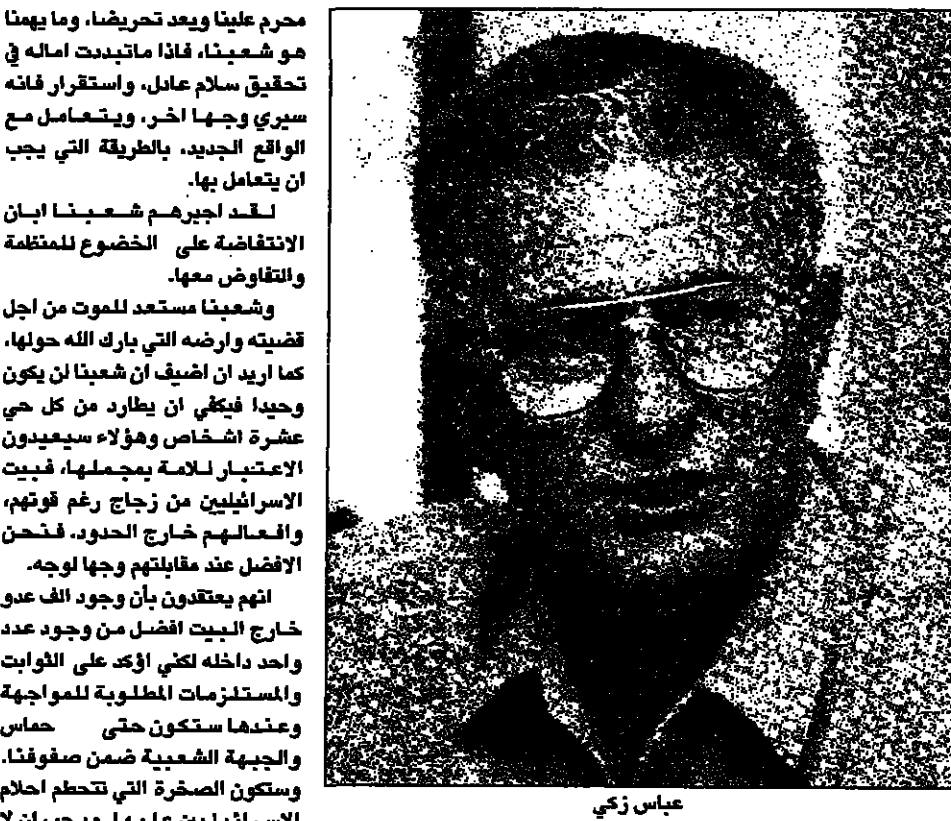 محرم علينا ويعد تحريضا، وما يهمنا
هو شعبنا، فاذا ماتبددت اماله في
تحقيق سلام عادل، واستقرار فانه
سيري وجها اخر، ويتعامل مع
الواقع الجديد، بالطريقة التي يجب
ان يتعامل بها.
لقد اجبرهم شعبنا ابان
الانتفاضة على الخضوع للمنظمة
والتفاوض معها.
وشعبنا مستعد للموت من اجل
قضيته وارضه التي بارك الله حولها،
كما اريد ان اضيف ان شعبنا لن يكون
وحيدا فيكفي ان يطارد من كل حي
عشرة اشخاص وهؤلاء سيعيدون
الاعتبار للامة بمجملها، فبيت
الاسرائيليين من زجاج رغم قوتهم،
وافعالهم خارج الحدود. فنحن
الافضل عند مقابلتهم وجها لوجه.
انهم يعتقدون بأن وجود الف عدو
خارج البيت افضل من وجود عدد
واحد داخله لكني اؤكد على الثوابت
والمستلزمات المطلوبة للمواجهة
وعندها ستكون حتى حماس
والجبهة الشعبية ضمن صفوفنا.
وستكون الصخرة التي تتحطم احلام
عباس زكي